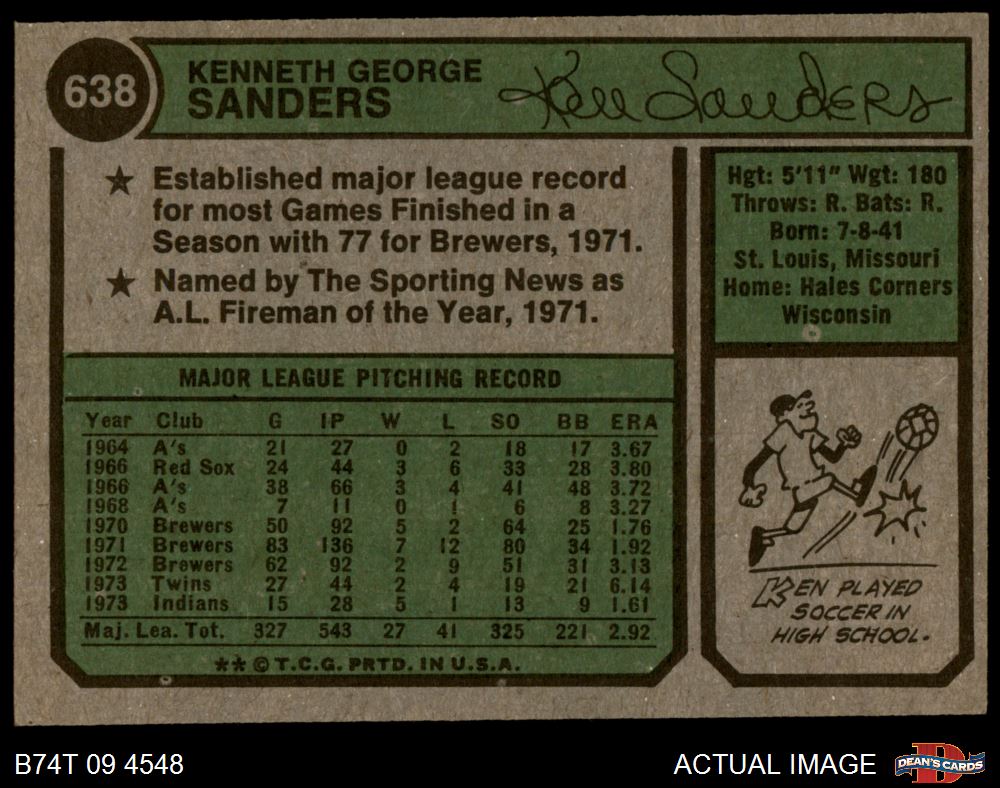 638
KENNETH GEORGE
SANDERS
Ken Sanders
★ Established major league record
for most Games Finished in a
Season with 77 for Brewers, 1971.
★ Named by The Sporting News as
A.L. Fireman of the Year, 1971.
Hgt: 5'11" Wgt: 180
Throws: R. Bats: R.
Born: 7-8-41
St. Louis, Missouri
Home: Hales Corners
Wisconsin
MAJOR LEAGUE PITCHING RECORD
Year Club G IP W L SO BB ERA
1964 A's 21 27 0 2 18 17 3.67
1966 Red Sox 24 44 3 6 33 28 3.80
1966 A's 38 66 3 4 41 48 3.72
1968 A's 7 11 0 1 6 8 3.27
1970 Brewers 50 92 5 2 64 25 1.76
1971 Brewers 83 136 7 12 80 34 1.92
1972 Brewers 62 92 2 9 51 31 3.13
1973 Twins 27 44 2 4 19 21 6.14
1973 Indians 15 28 5 1 13 9 1.61
Maj. Lea. Tot. 327 543 27 41 325 221 2.92
★★ © T.C.G. PRTD. IN U.S.A.
KEN PLAYED
SOCCER IN
HIGH SCHOOL.
B74T 09 4548
ACTUAL IMAGE
DEAN'S CARDS